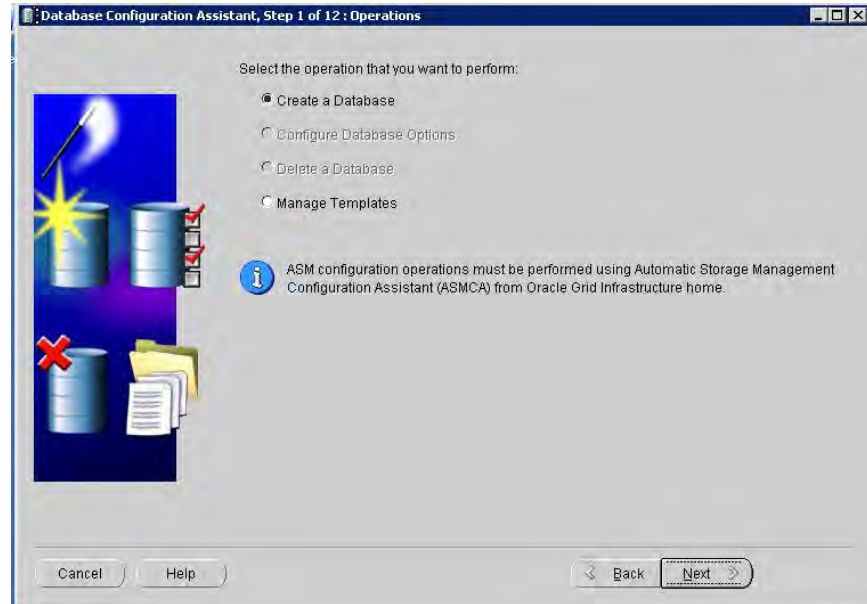 Database Configuration Assistant, Step 1 of 12 : Operations
Select the operation that you want to perform:
Create a Database
Configure Database Options
Delete a Database
Manage Templates
ASM configuration operations must be performed using Automatic Storage Management
Configuration Assistant (ASMCA) from Oracle Grid Infrastructure home.
Cancel
Help
Back
Next